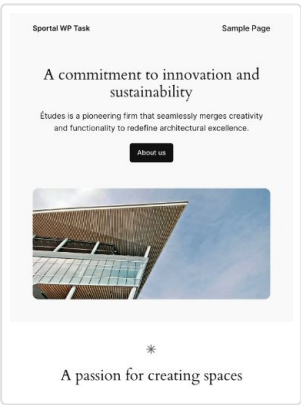 Sportal WP Task
Sample Page
A commitment to innovation and
sustainability
Études is a pioneering firm that seamlessly merges creativity
and functionality to redefine architectural excellence.
About us
A passion for creating spaces